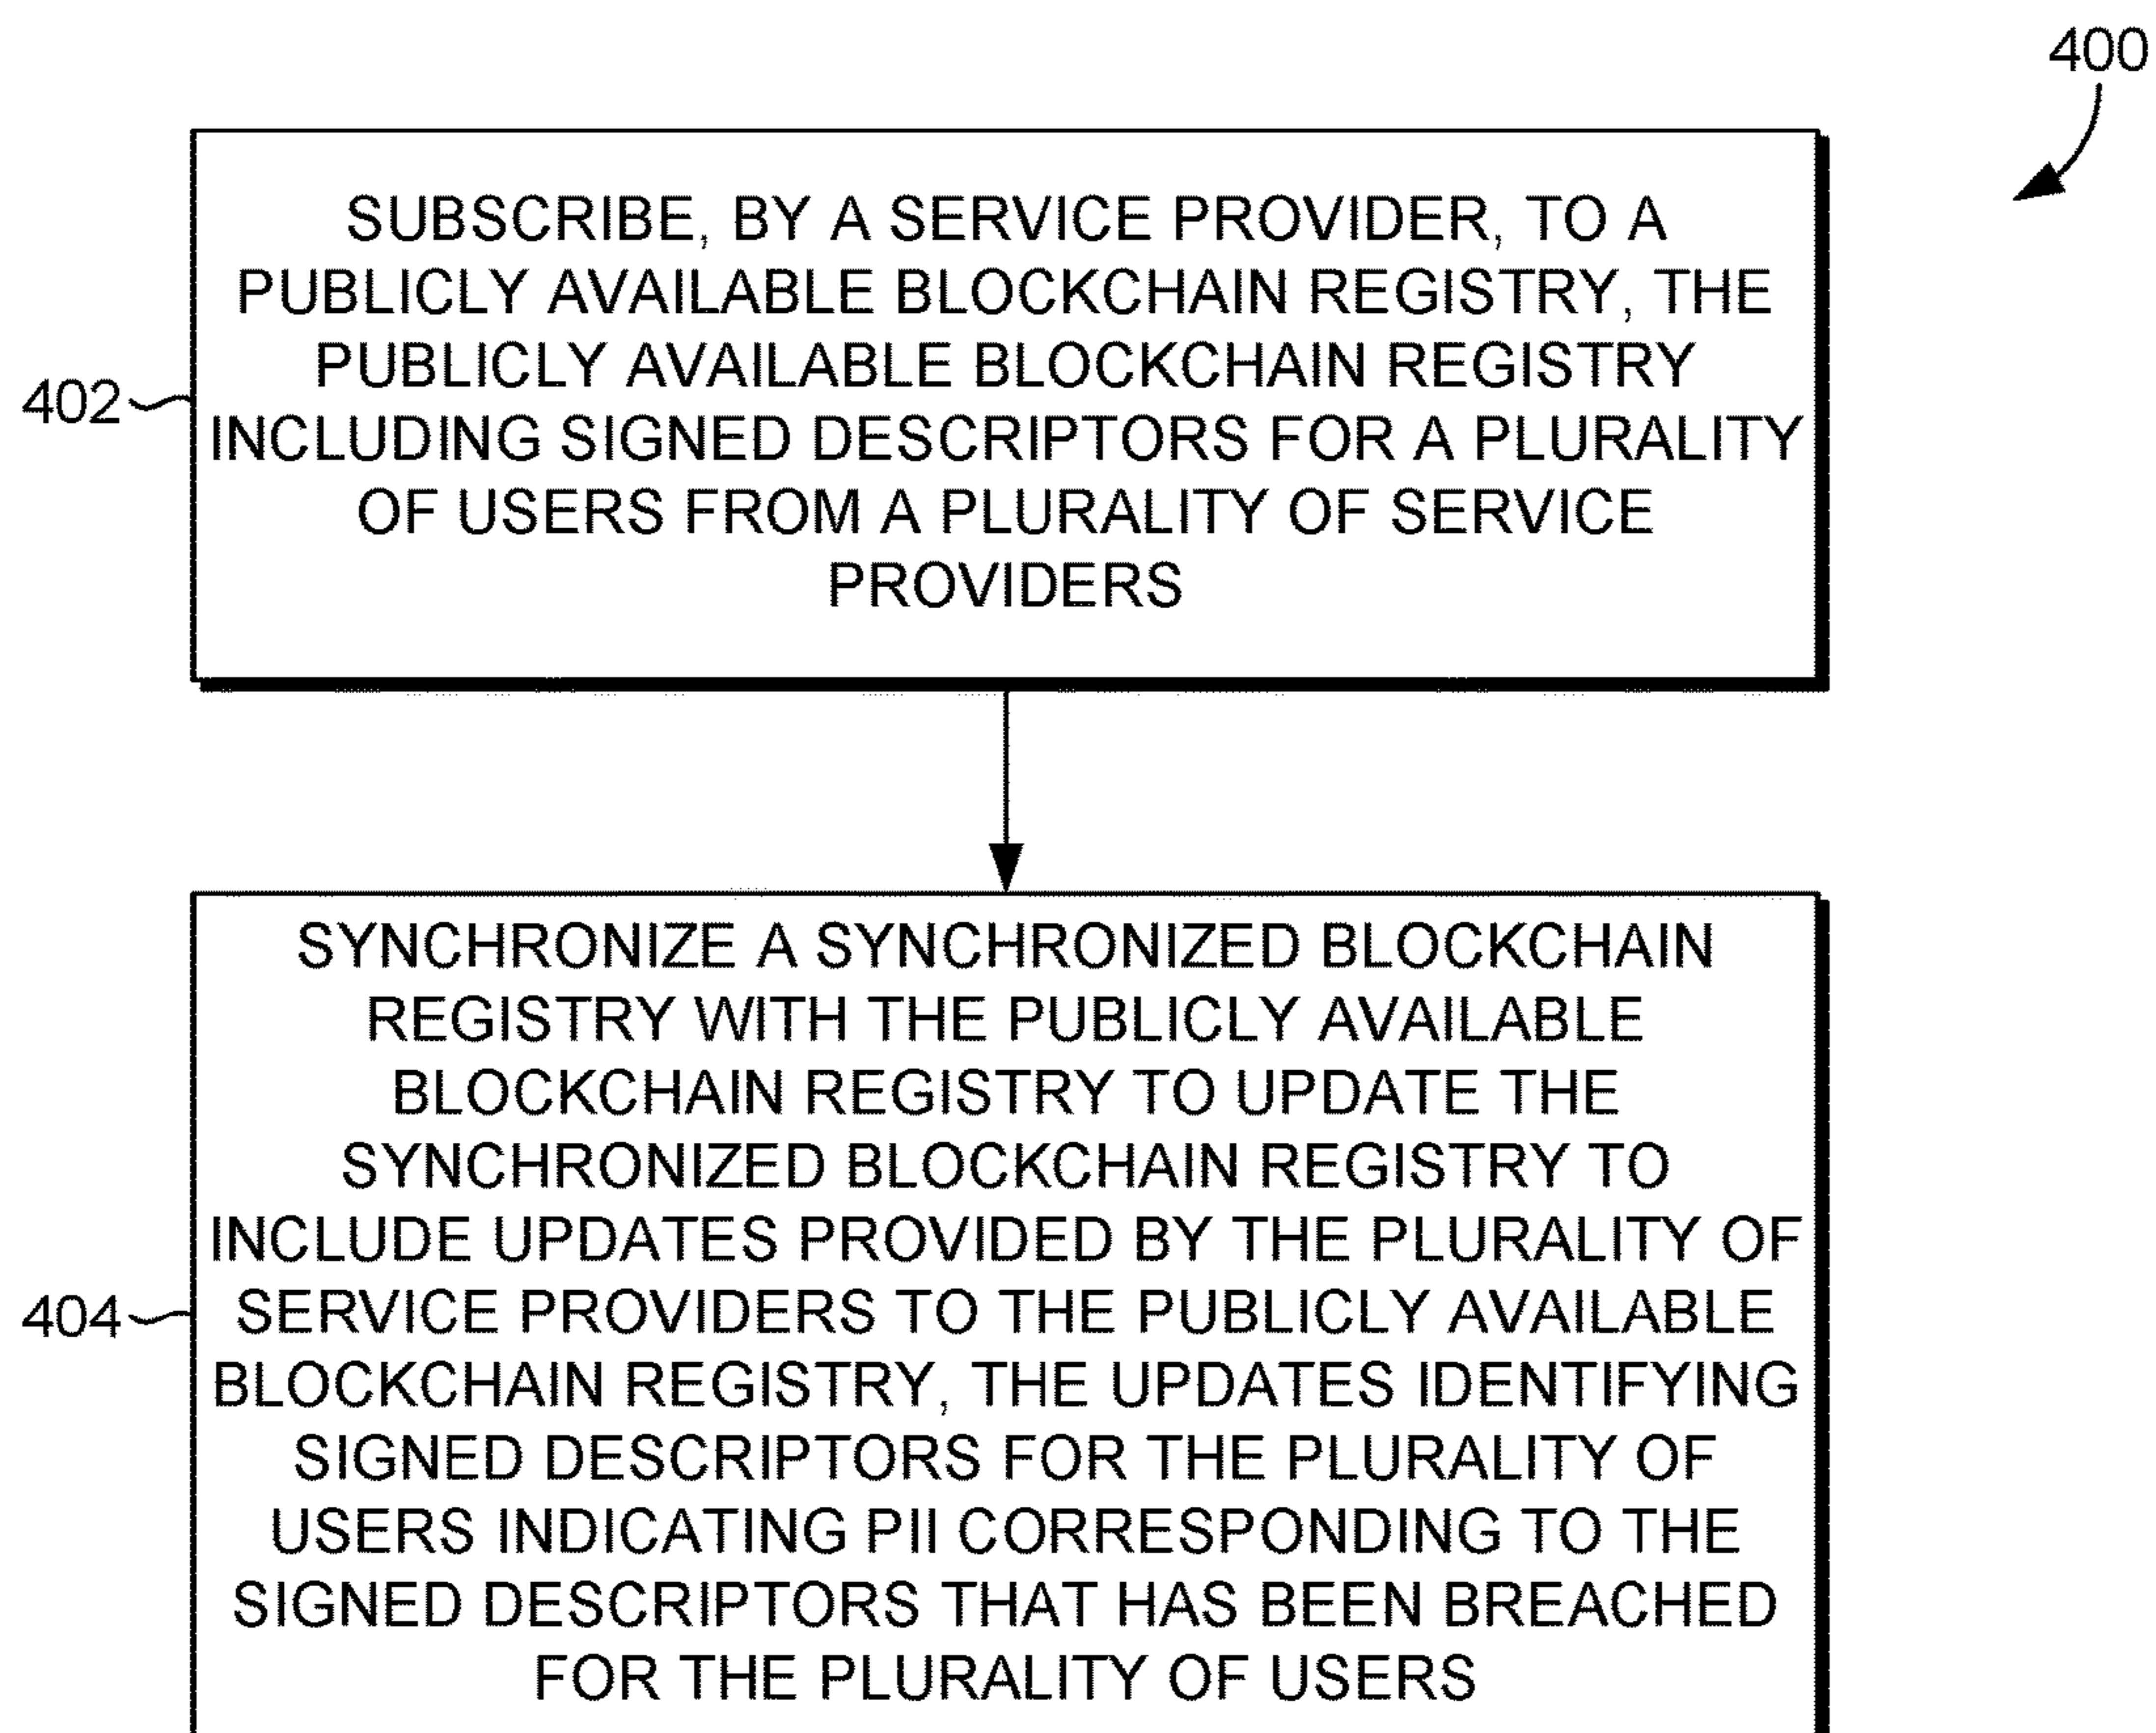 400
SUBSCRIBE, BY A SERVICE PROVIDER, TO A
PUBLICLY AVAILABLE BLOCKCHAIN REGISTRY, THE
PUBLICLY AVAILABLE BLOCKCHAIN REGISTRY
INCLUDING SIGNED DESCRIPTORS FOR A PLURALITY
OF USERS FROM A PLURALITY OF SERVICE
PROVIDERS
402
SYNCHRONIZE A SYNCHRONIZED BLOCKCHAIN
REGISTRY WITH THE PUBLICLY AVAILABLE
BLOCKCHAIN REGISTRY TO UPDATE THE
SYNCHRONIZED BLOCKCHAIN REGISTRY TO
INCLUDE UPDATES PROVIDED BY THE PLURALITY OF
SERVICE PROVIDERS TO THE PUBLICLY AVAILABLE
BLOCKCHAIN REGISTRY, THE UPDATES IDENTIFYING
SIGNED DESCRIPTORS FOR THE PLURALITY OF
USERS INDICATING PII CORRESPONDING TO THE
SIGNED DESCRIPTORS THAT HAS BEEN BREACHED
FOR THE PLURALITY OF USERS
404